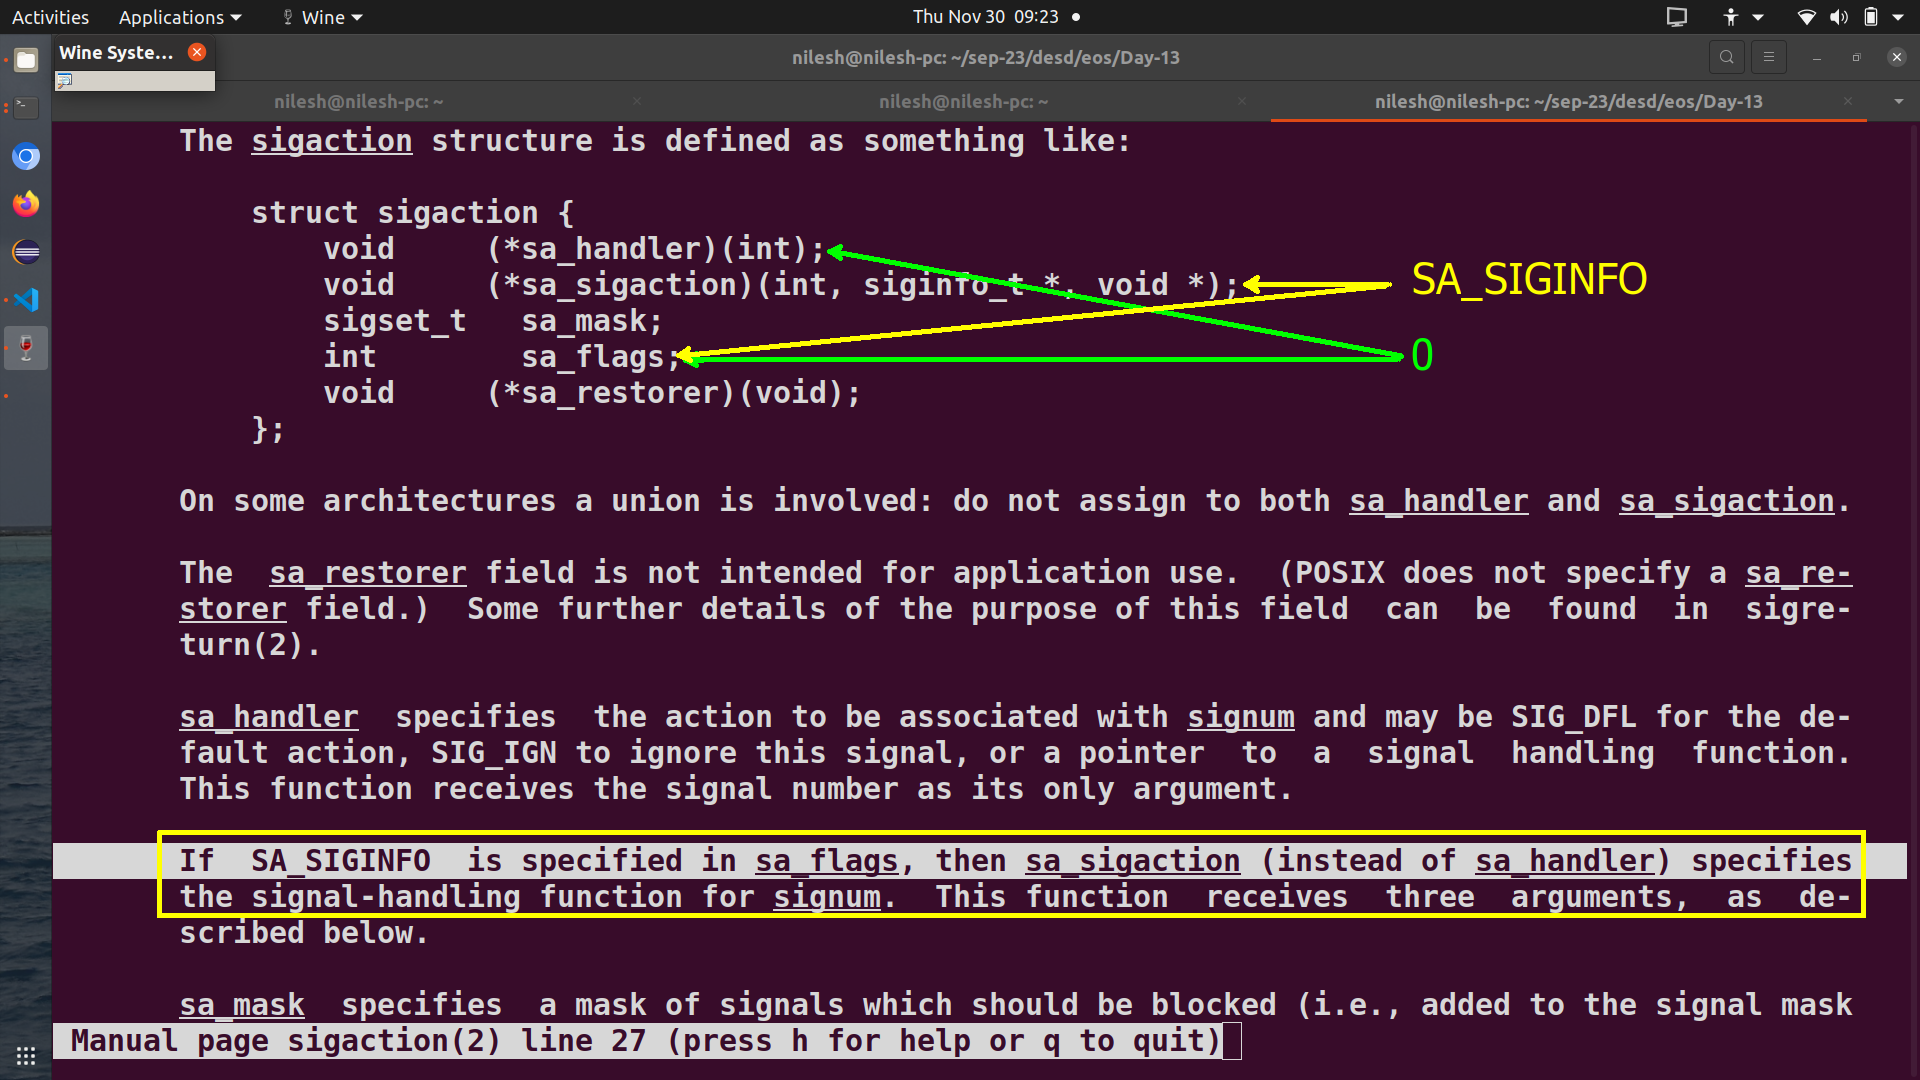 Activities Applications Wine Thu Nov 30 09:23
Wine Syste...
nilesh@nilesh-pc: ~/sep-23/desd/eos/Day-13
nilesh@nilesh-pc: ~ nilesh@nilesh-pc: ~ nilesh@nilesh-pc: ~/sep-23/desd/eos/Day-13
The sigaction structure is defined as something like:
struct sigaction {
void (*sa_handler)(int);
void (*sa_sigaction)(int, siginfo_t *, void *); SA_SIGINFO
sigset_t sa_mask;
int sa_flags; 0
void (*sa_restorer)(void);
};
On some architectures a union is involved: do not assign to both sa_handler and sa_sigaction.
The sa_restorer field is not intended for application use. (POSIX does not specify a sa_re-
storer field.) Some further details of the purpose of this field can be found in sigre-
turn(2).
sa_handler specifies the action to be associated with signum and may be SIG_DFL for the de-
fault action, SIG_IGN to ignore this signal, or a pointer to a signal handling function.
This function receives the signal number as its only argument.
If SA_SIGINFO is specified in sa_flags, then sa_sigaction (instead of sa_handler) specifies
the signal-handling function for signum. This function receives three arguments, as de-
scribed below.
sa_mask specifies a mask of signals which should be blocked (i.e., added to the signal mask
Manual page sigaction(2) line 27 (press h for help or q to quit)